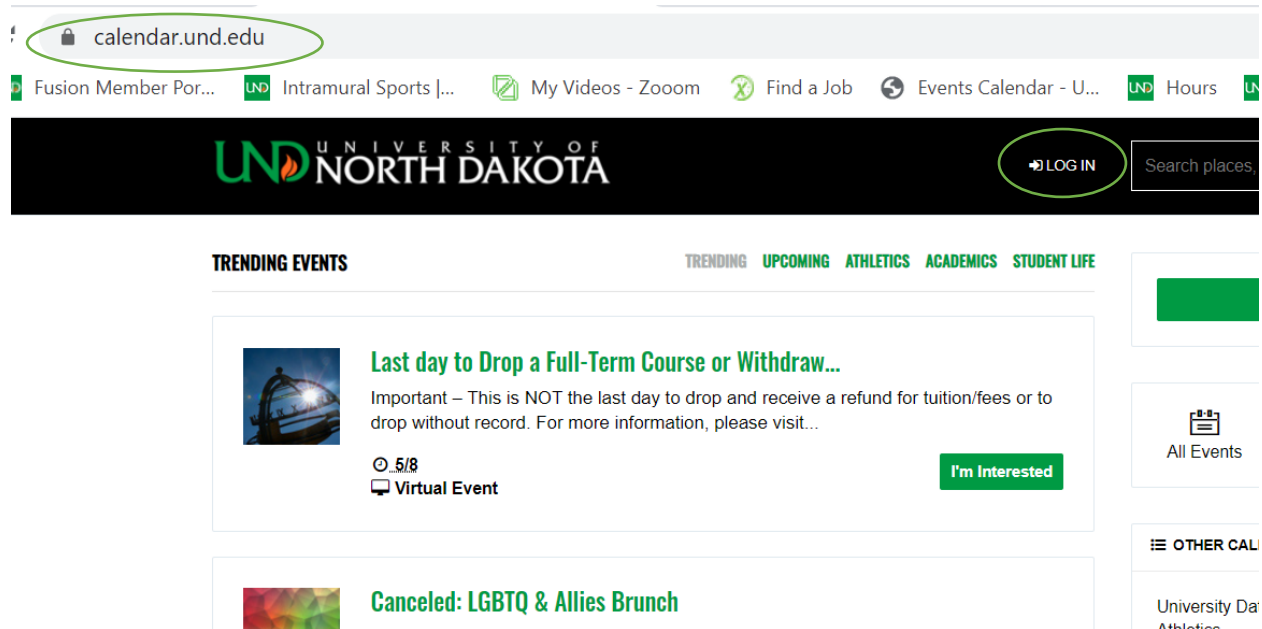 calendar.und.edu
Fusion Member Por... UND Intramural Sports |... My Videos - Zooom Find a Job Events Calendar - U... UND Hours
UND UNIVERSITY OF
NORTH DAKOTA
LOG IN
Search places,
TRENDING EVENTS
TRENDING UPCOMING ATHLETICS ACADEMICS STUDENT LIFE
Last day to Drop a Full-Term Course or Withdraw...
Important – This is NOT the last day to drop and receive a refund for tuition/fees or to
drop without record. For more information, please visit...
5/8
Virtual Event
I'm Interested
Canceled: LGBTQ & Allies Brunch
All Events
OTHER CAL
University Da